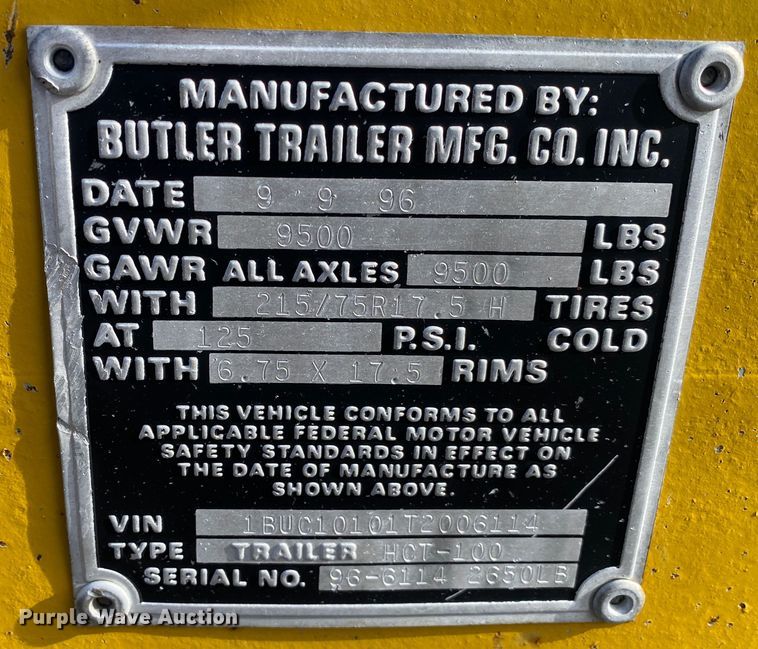 MANUFACTURED BY:
BUTLER TRAILER MFG. CO. INC.
DATE 9 9 96
GVWR 9500 LBS
GAWR ALL AXLES 9500 LBS
WITH 215/75R17.5 H TIRES
AT 125 P.S.I. COLD
WITH 6.75 X 17.5 RIMS
THIS VEHICLE CONFORMS TO ALL
APPLICABLE FEDERAL MOTOR VEHICLE
SAFETY STANDARDS IN EFFECT ON
THE DATE OF MANUFACTURE AS
SHOWN ABOVE.
VIN 1BUC10101T2006114
TYPE TRAILER HCT-100
SERIAL NO. 96-6114 2650LB
Purple Wave Auction